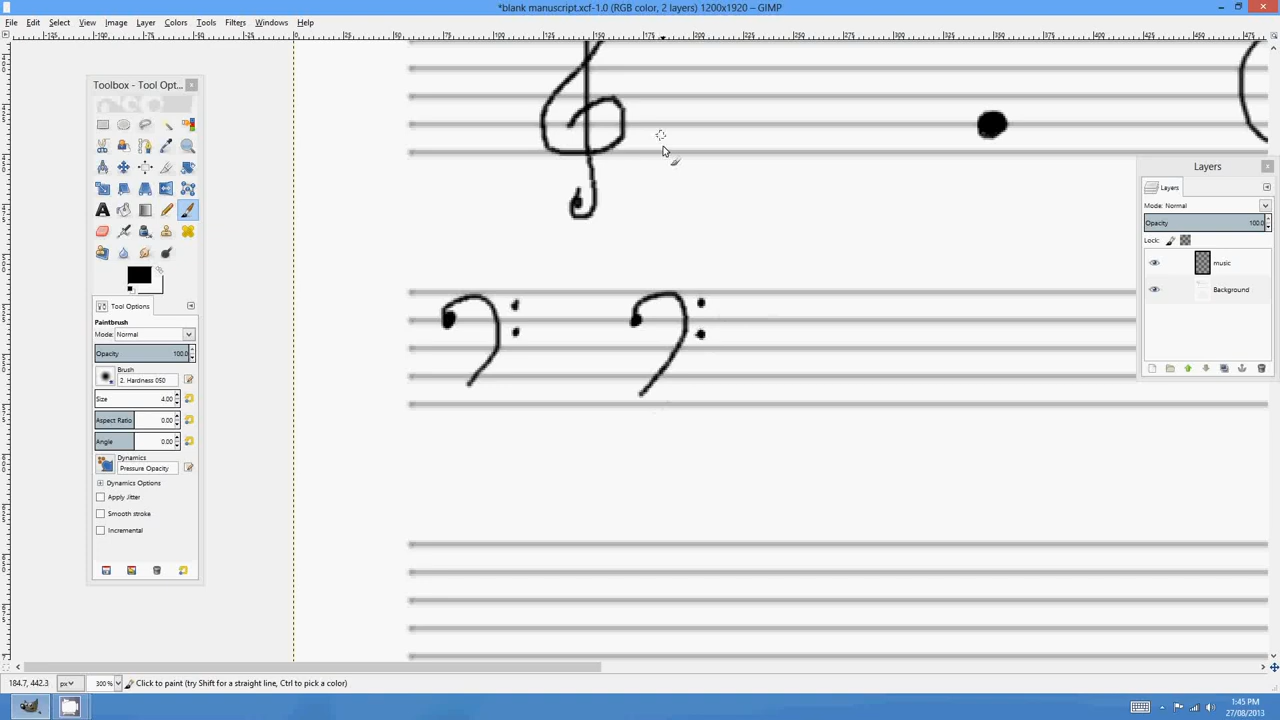 *blank manuscript.xcf-1.0 (RGB color, 2 layers) 1200x1920 – GIMP
File Edit Select View Image Layer Colors Tools Filters Windows Help
Toolbox - Tool Opt...
Layers
Layers
Mode: Normal
Opacity 100.0
Lock:
music
Background
Tool Options
Paintbrush
Mode: Normal
Opacity 100.0
Brush
2. Hardness 050
Size 4.00
Aspect Ratio 0.00
Angle 0.00
Dynamics
Pressure Opacity
Dynamics Options
Apply Jitter
Smooth stroke
Incremental
184.7, 442.3 px 300% Click to paint (try Shift for a straight line, Ctrl to pick a color)
1:45 PM
27/08/2013